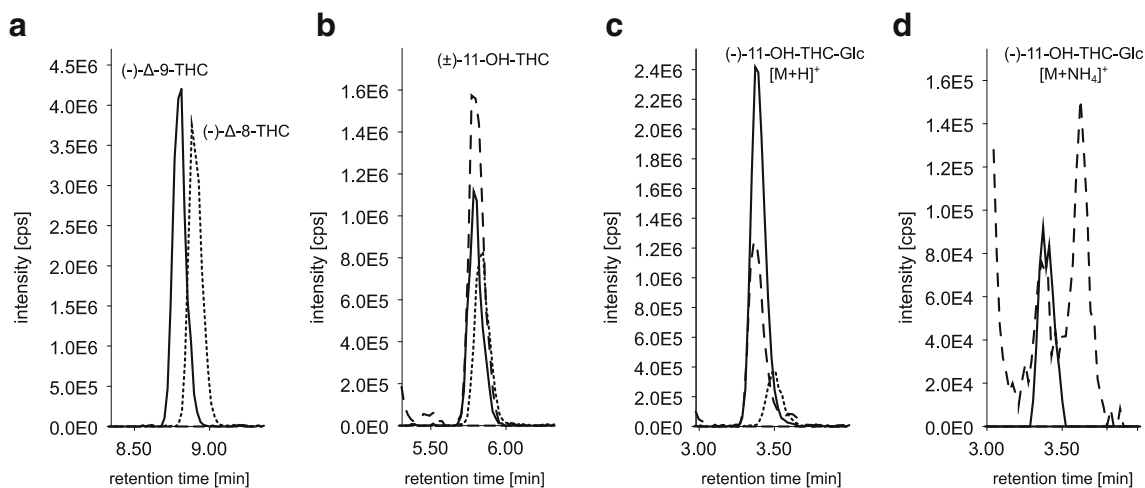 a
(-)-Δ-9-THC
(-)-Δ-8-THC
intensity [cps]
4.5E6
4.0E6
3.5E6
3.0E6
2.5E6
2.0E6
1.5E6
1.0E6
5.0E5
0.0E0
8.50 9.00
retention time [min]
b
(±)-11-OH-THC
intensity [cps]
1.6E6
1.4E6
1.2E6
1.0E6
8.0E5
6.0E5
4.0E5
2.0E5
0.0E0
5.50 6.00
retention time [min]
c
(-)-11-OH-THC-Glc
[M+H]⁺
intensity [cps]
2.4E6
2.2E6
2.0E6
1.8E6
1.6E6
1.4E6
1.2E6
1.0E6
8.0E5
6.0E5
4.0E5
2.0E5
0.0E0
3.00 3.50
retention time [min]
d
(-)-11-OH-THC-Glc
[M+NH₄]⁺
intensity [cps]
1.6E5
1.4E5
1.2E5
1.0E5
8.0E4
6.0E4
4.0E4
2.0E4
0.0E0
3.00 3.50
retention time [min]